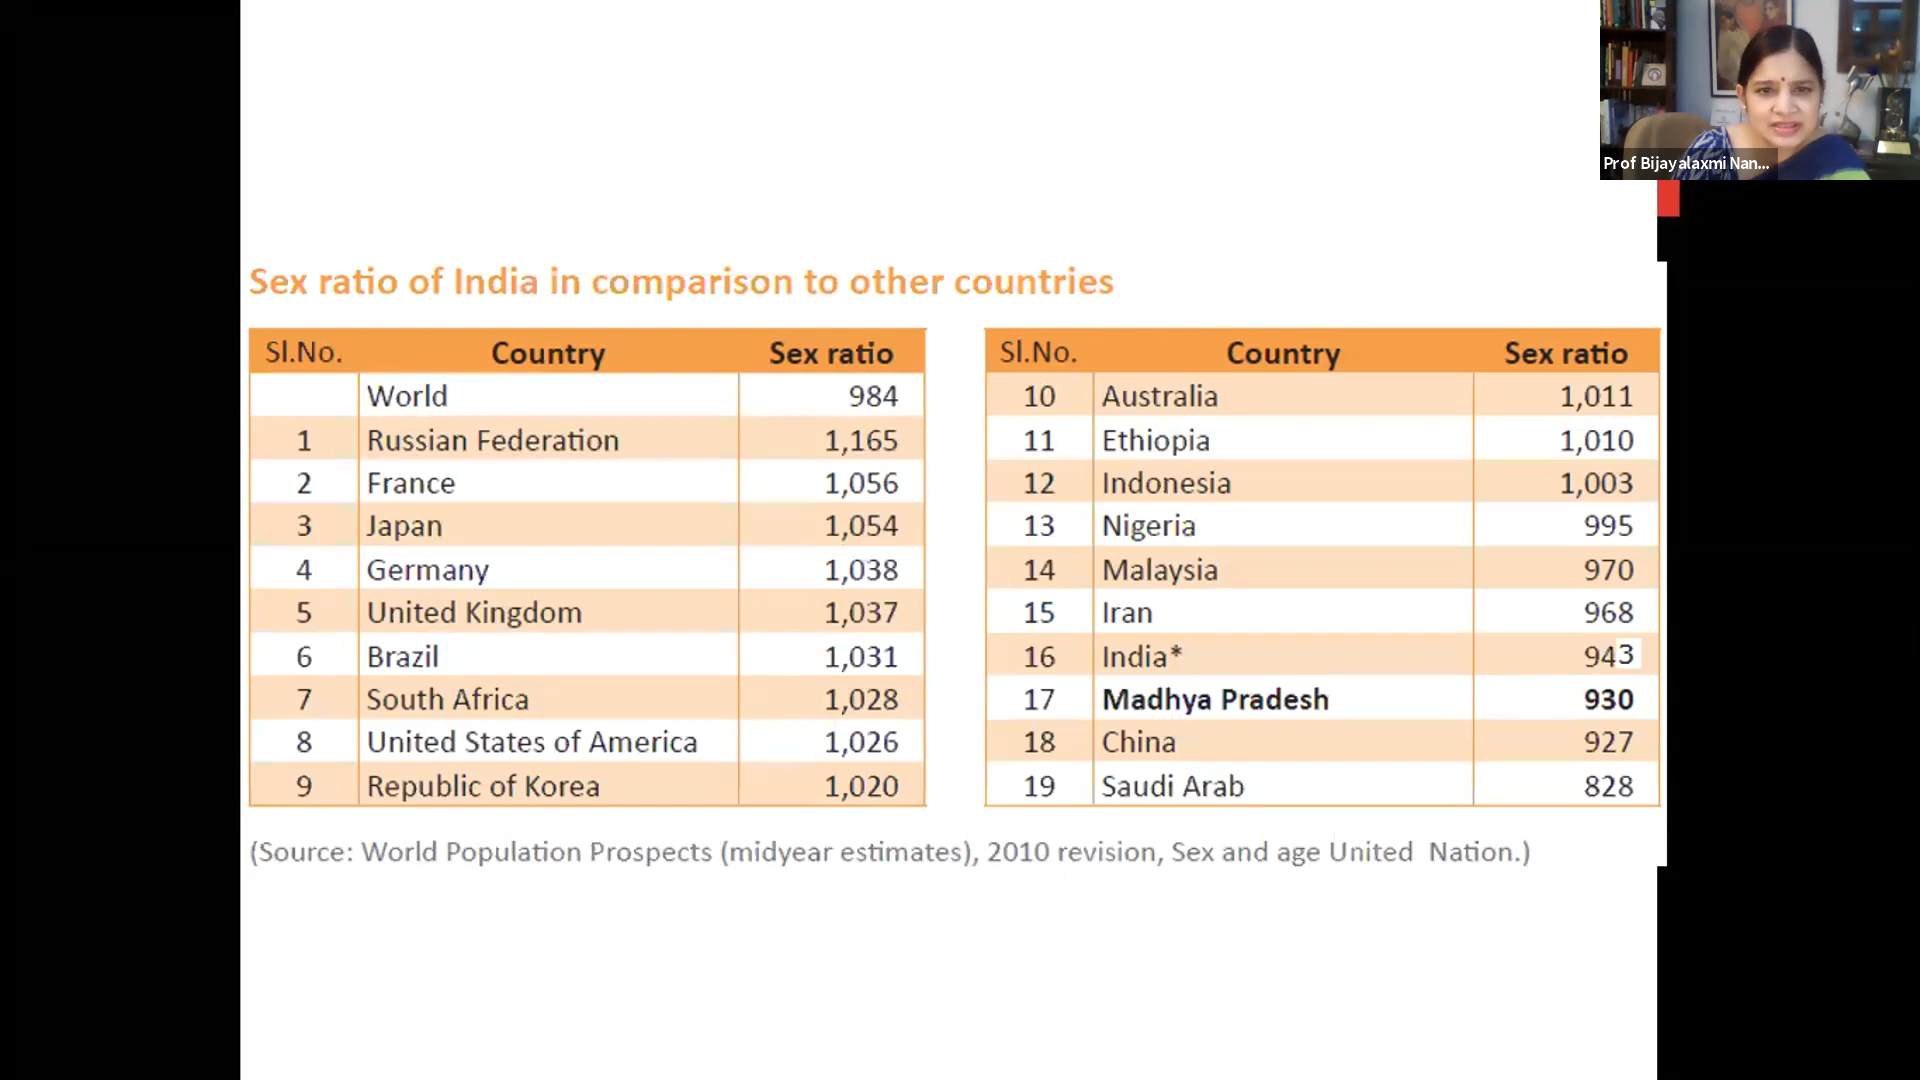 Prof Bijayalaxmi Nan...
Sex ratio of India in comparison to other countries
Sl.No. Country Sex ratio
World 984
1 Russian Federation 1,165
2 France 1,056
3 Japan 1,054
4 Germany 1,038
5 United Kingdom 1,037
6 Brazil 1,031
7 South Africa 1,028
8 United States of America 1,026
9 Republic of Korea 1,020
Sl.No. Country Sex ratio
10 Australia 1,011
11 Ethiopia 1,010
12 Indonesia 1,003
13 Nigeria 995
14 Malaysia 970
15 Iran 968
16 India* 943
17 Madhya Pradesh 930
18 China 927
19 Saudi Arab 828
(Source: World Population Prospects (midyear estimates), 2010 revision, Sex and age United Nation.)